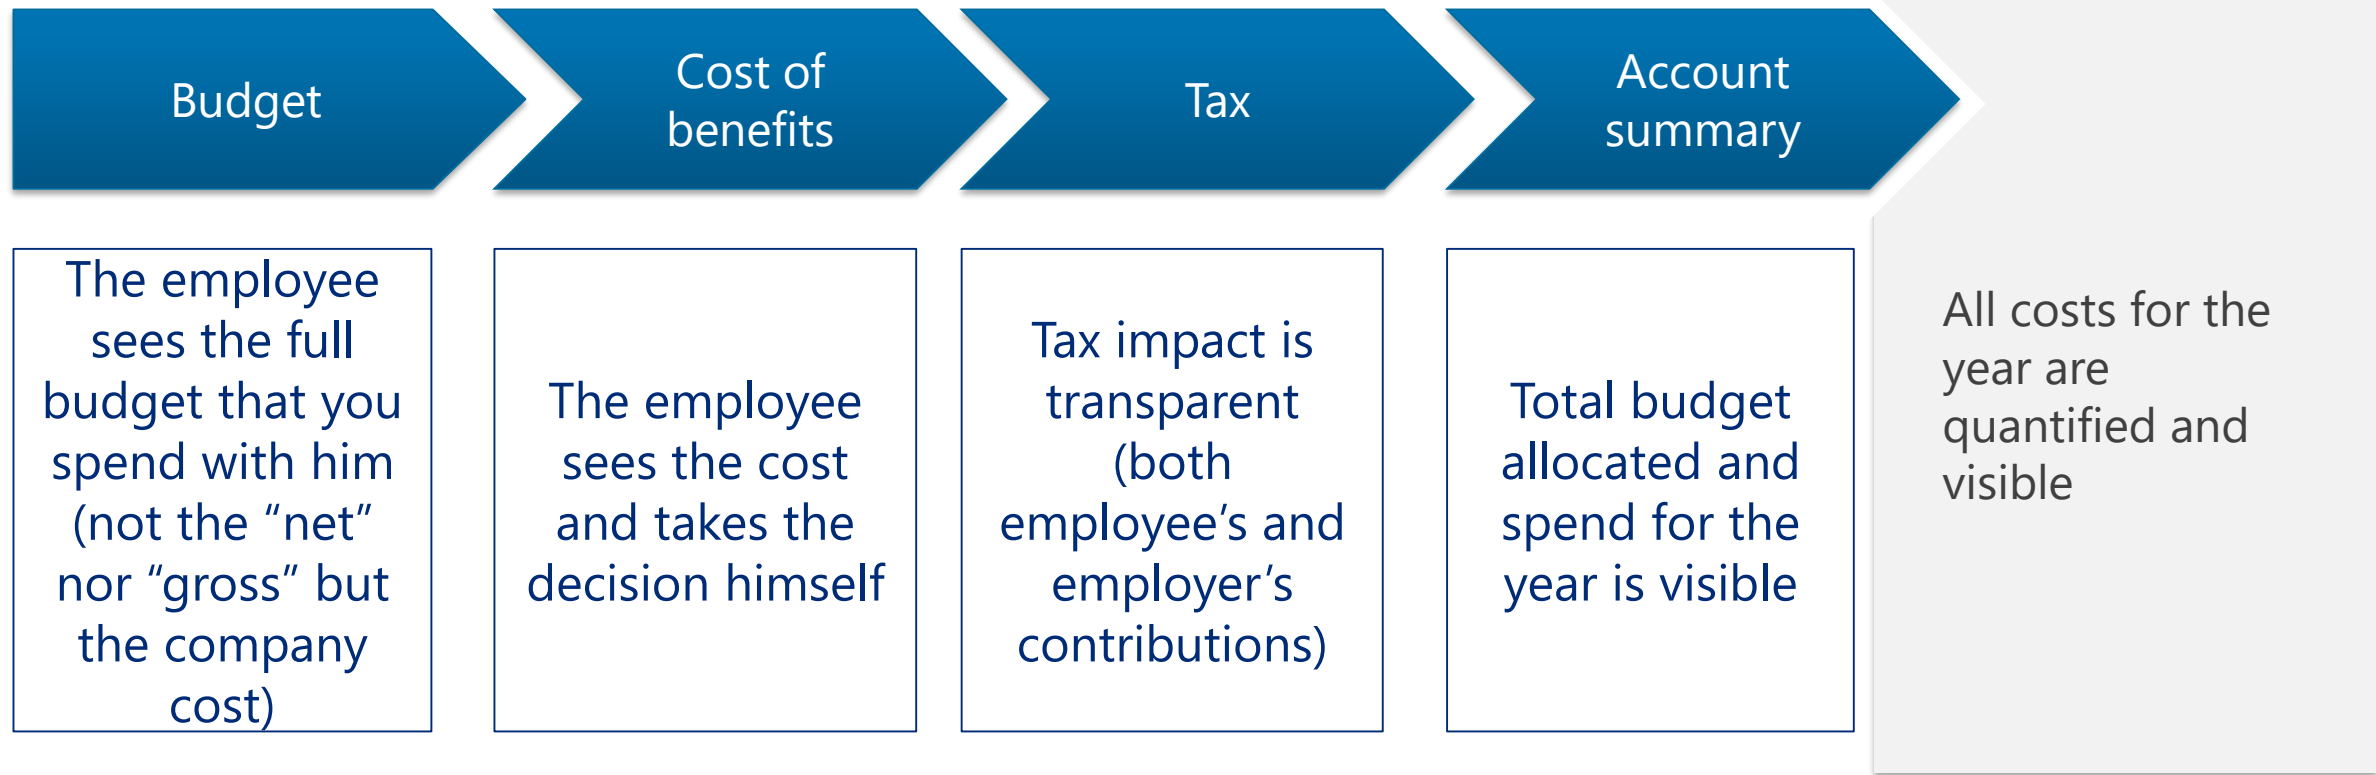 Budget
Cost of
benefits
Tax
Account
summary
The employee
sees the full
budget that you
spend with him
(not the “net”
nor “gross” but
the company
cost)
The employee
sees the cost
and takes the
decision himself
Tax impact is
transparent
(both
employee’s and
employer’s
contributions)
Total budget
allocated and
spend for the
year is visible
All costs for the
year are
quantified and
visible